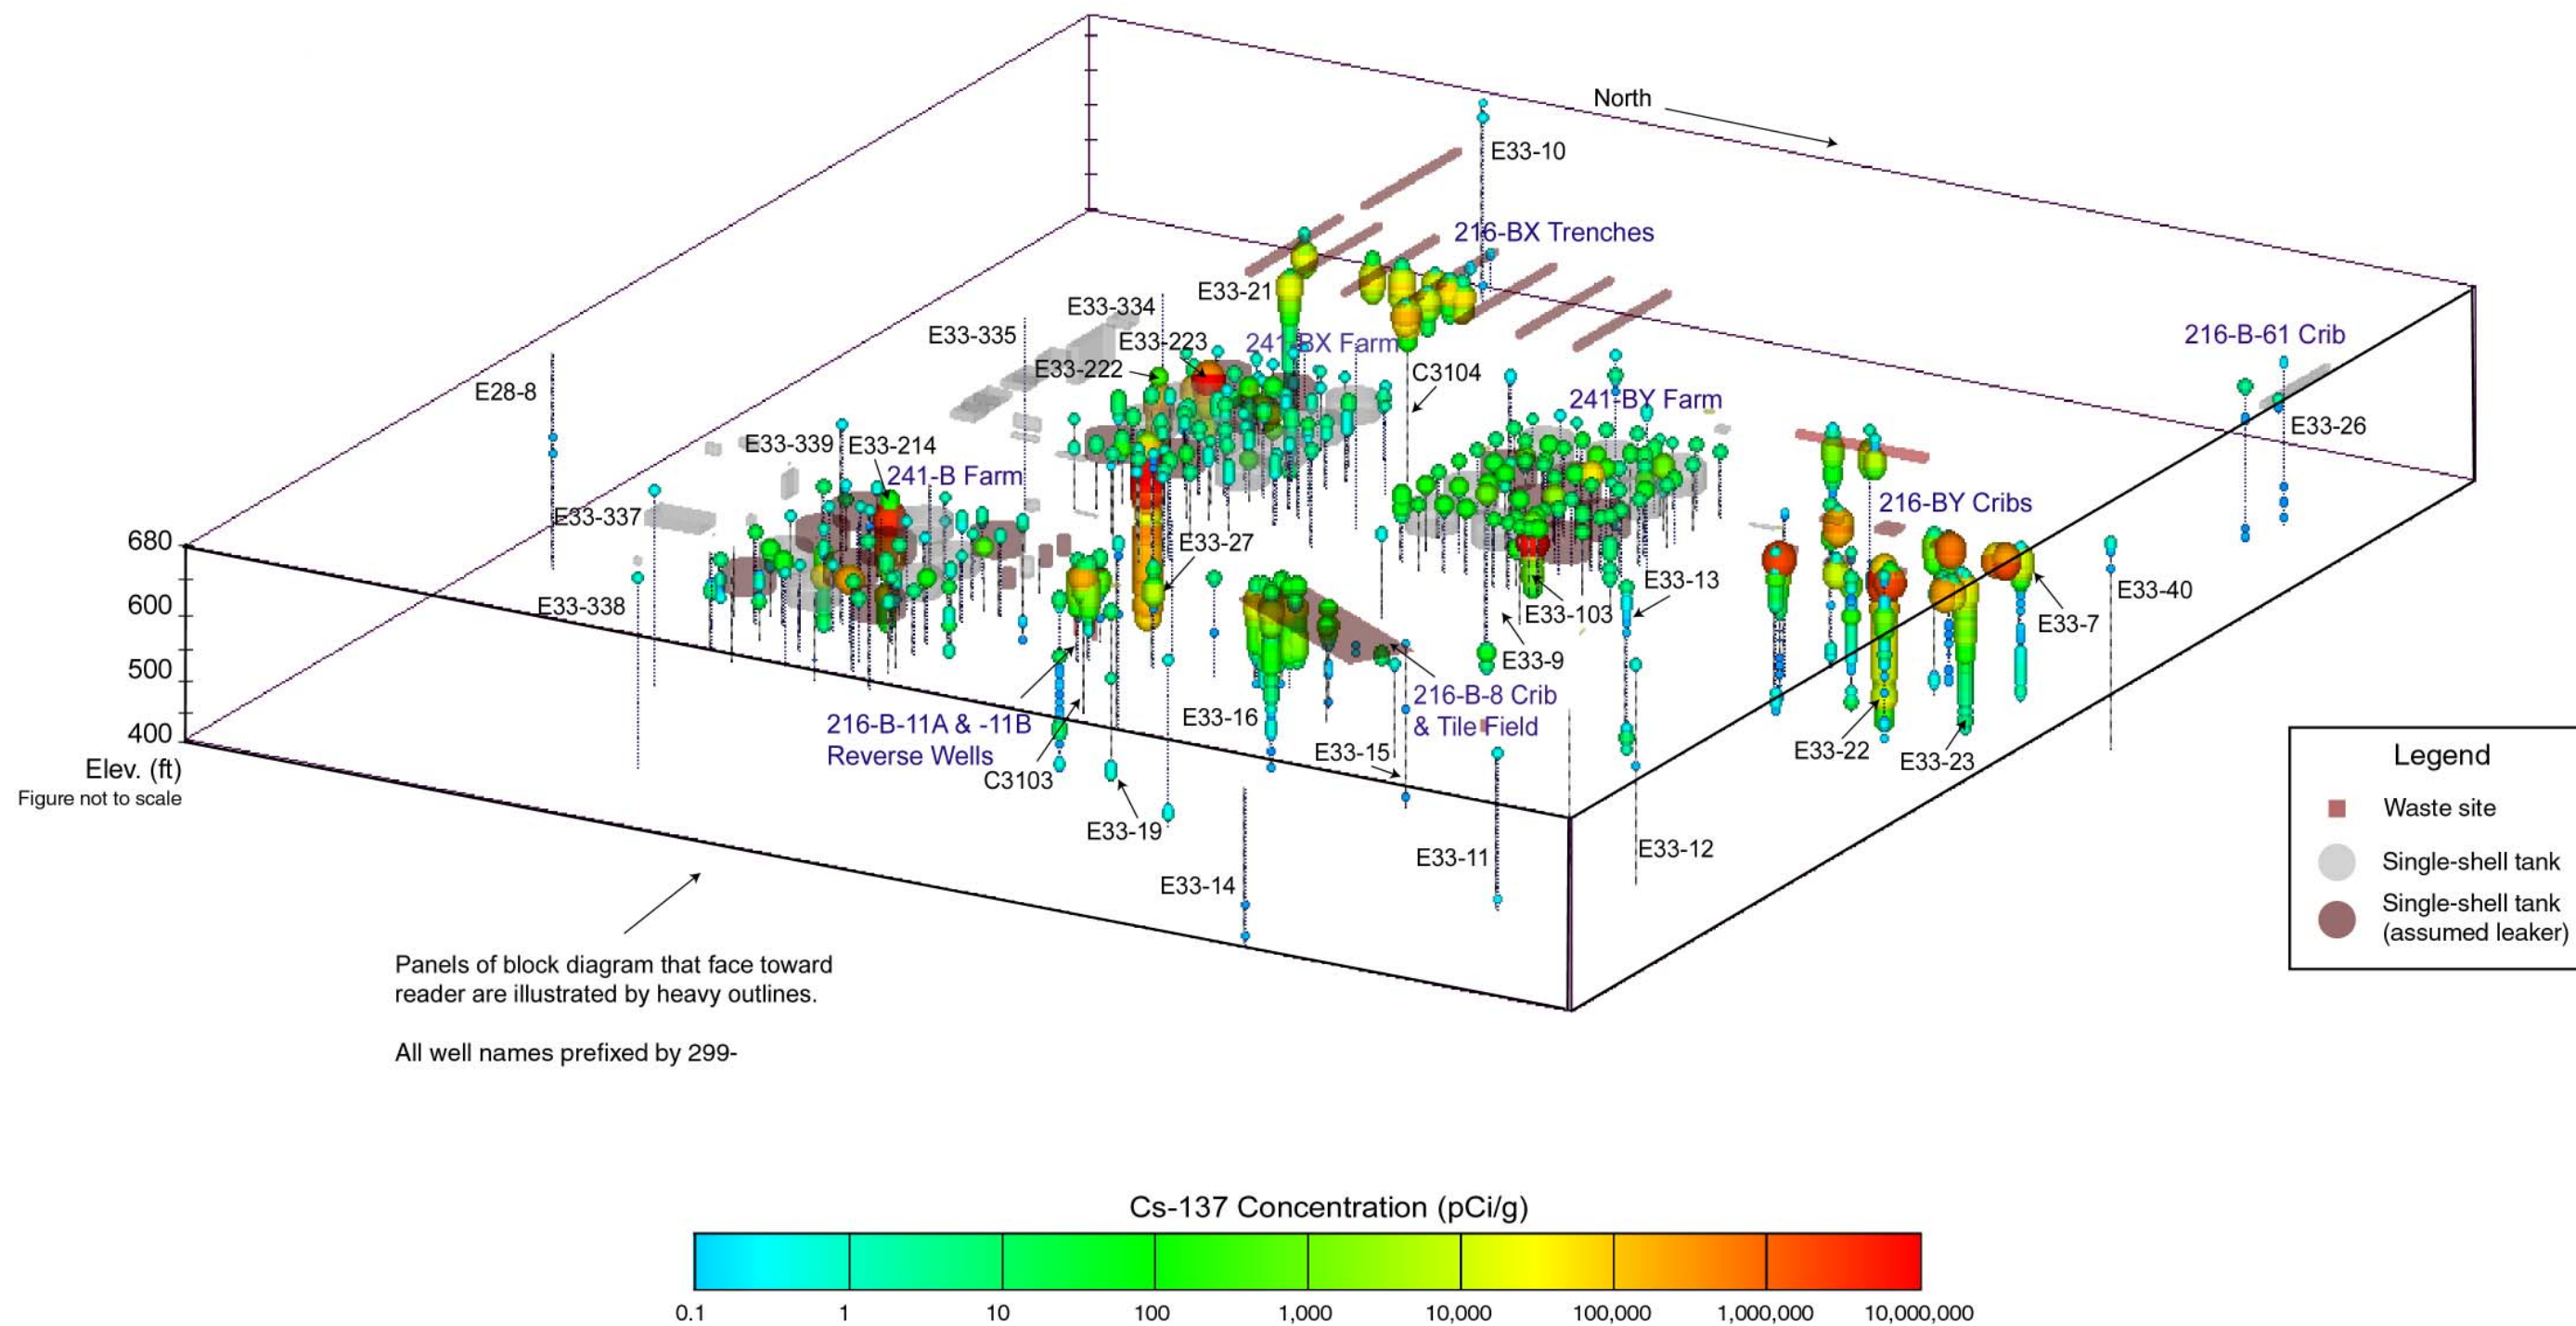 North
E33-10
216-BX Trenches
E33-21
E33-334
E33-335
E33-223
241-BX Farm
216-B-61 Crib
E33-222
C3104
E28-8
241-BY Farm
E33-26
E33-339
E33-214
241-B Farm
216-BY Cribs
E33-337
E33-27
E33-13
E33-40
E33-338
E33-103
E33-7
E33-9
216-B-8 Crib
& Tile Field
E33-16
216-B-11A & -11B
Reverse Wells
C3103
E33-15
E33-22
E33-23
E33-19
E33-11
E33-12
E33-14
680
600
500
400
Elev. (ft)
Figure not to scale
Legend
Waste site
Single-shell tank
Single-shell tank
(assumed leaker)
Panels of block diagram that face toward
reader are illustrated by heavy outlines.
All well names prefixed by 299-
Cs-137 Concentration (pCi/g)
0.1 1 10 100 1,000 10,000 100,000 1,000,000 10,000,000